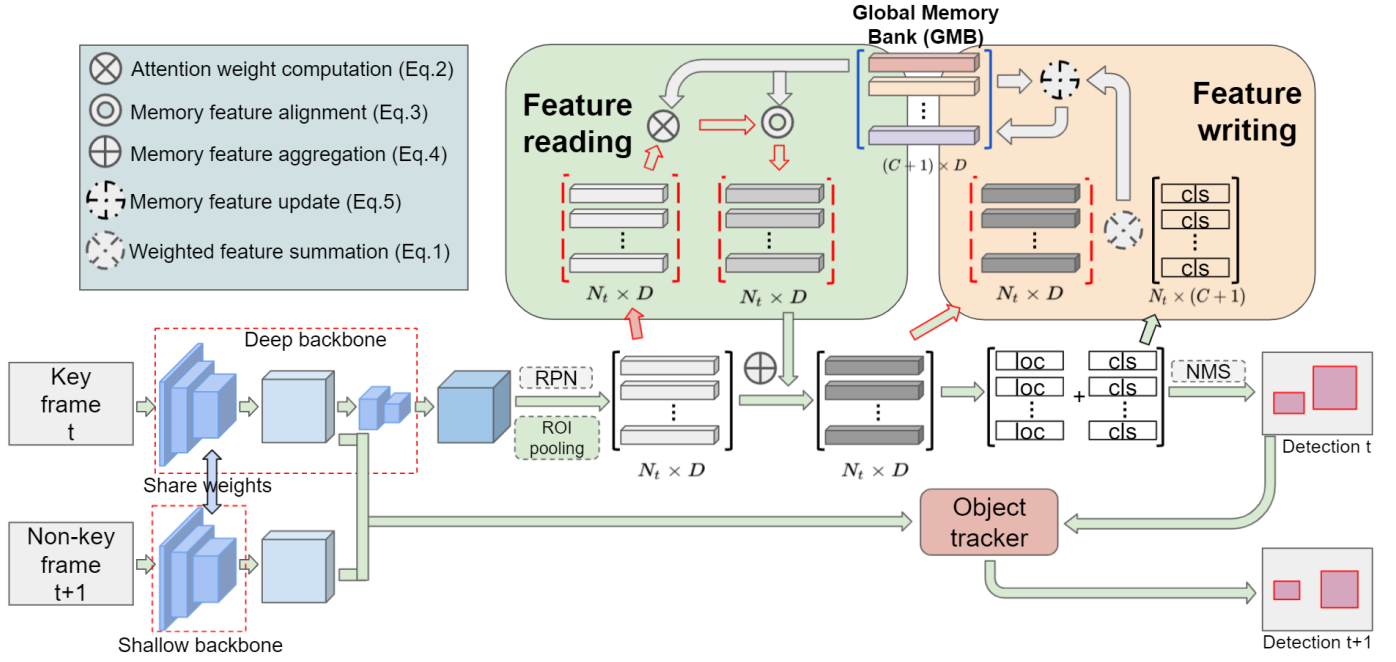 Global Memory
Bank (GMB)
Attention weight computation (Eq.2)
Memory feature alignment (Eq.3)
Memory feature aggregation (Eq.4)
Memory feature update (Eq.5)
Weighted feature summation (Eq.1)
Feature
reading
N_t × D
N_t × D
(C + 1) × D
Feature
writing
N_t × D
cls
cls
cls
N_t × (C + 1)
Deep backbone
Key
frame
t
Share weights
RPN
ROI
pooling
N_t × D
N_t × D
loc
loc
loc
+
cls
cls
cls
NMS
Detection t
Non-key
frame
t+1
Shallow backbone
Object
tracker
Detection t+1